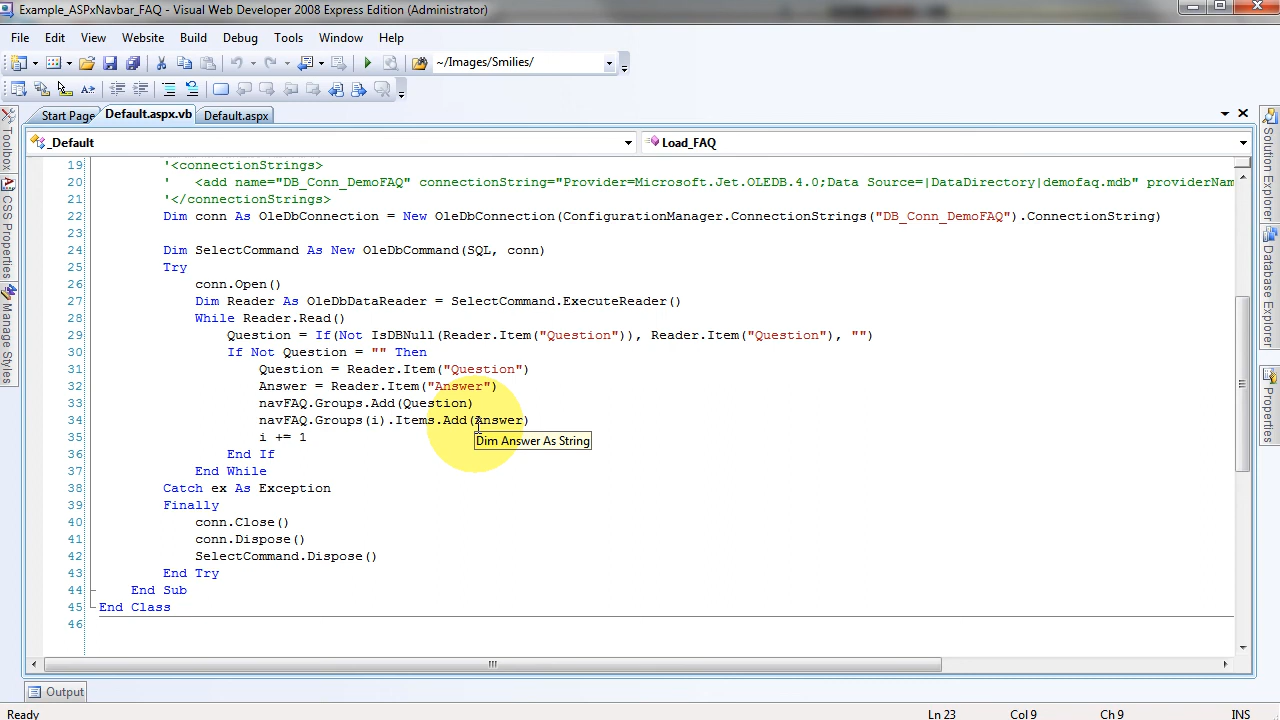 Example_ASPxNavbar_FAQ - Visual Web Developer 2008 Express Edition (Administrator)
File Edit View Website Build Debug Tools Window Help
~/Images/Smilies/
Start Page Default.aspx.vb Default.aspx
_Default Load_FAQ
19 '<connectionStrings>
20 ' <add name="DB_Conn_DemoFAQ" connectionString="Provider=Microsoft.Jet.OLEDB.4.0;Data Source=|DataDirectory|demofaq.mdb" providerNam
21 '</connectionStrings>
22 Dim conn As OleDbConnection = New OleDbConnection(ConfigurationManager.ConnectionStrings("DB_Conn_DemoFAQ").ConnectionString)
23
24 Dim SelectCommand As New OleDbCommand(SQL, conn)
25 Try
26 conn.Open()
27 Dim Reader As OleDbDataReader = SelectCommand.ExecuteReader()
28 While Reader.Read()
29 Question = If(Not IsDBNull(Reader.Item("Question")), Reader.Item("Question"), "")
30 If Not Question = "" Then
31 Question = Reader.Item("Question")
32 Answer = Reader.Item("Answer")
33 navFAQ.Groups.Add(Question)
34 navFAQ.Groups(i).Items.Add(Answer)
35 i += 1
Dim Answer As String
36 End If
37 End While
38 Catch ex As Exception
39 Finally
40 conn.Close()
41 conn.Dispose()
42 SelectCommand.Dispose()
43 End Try
44 End Sub
45 End Class
46
Toolbox
CSS Properties
Manage Styles
Solution Explorer
Database Explorer
Properties
Output
Ready Ln 23 Col 9 Ch 9 INS